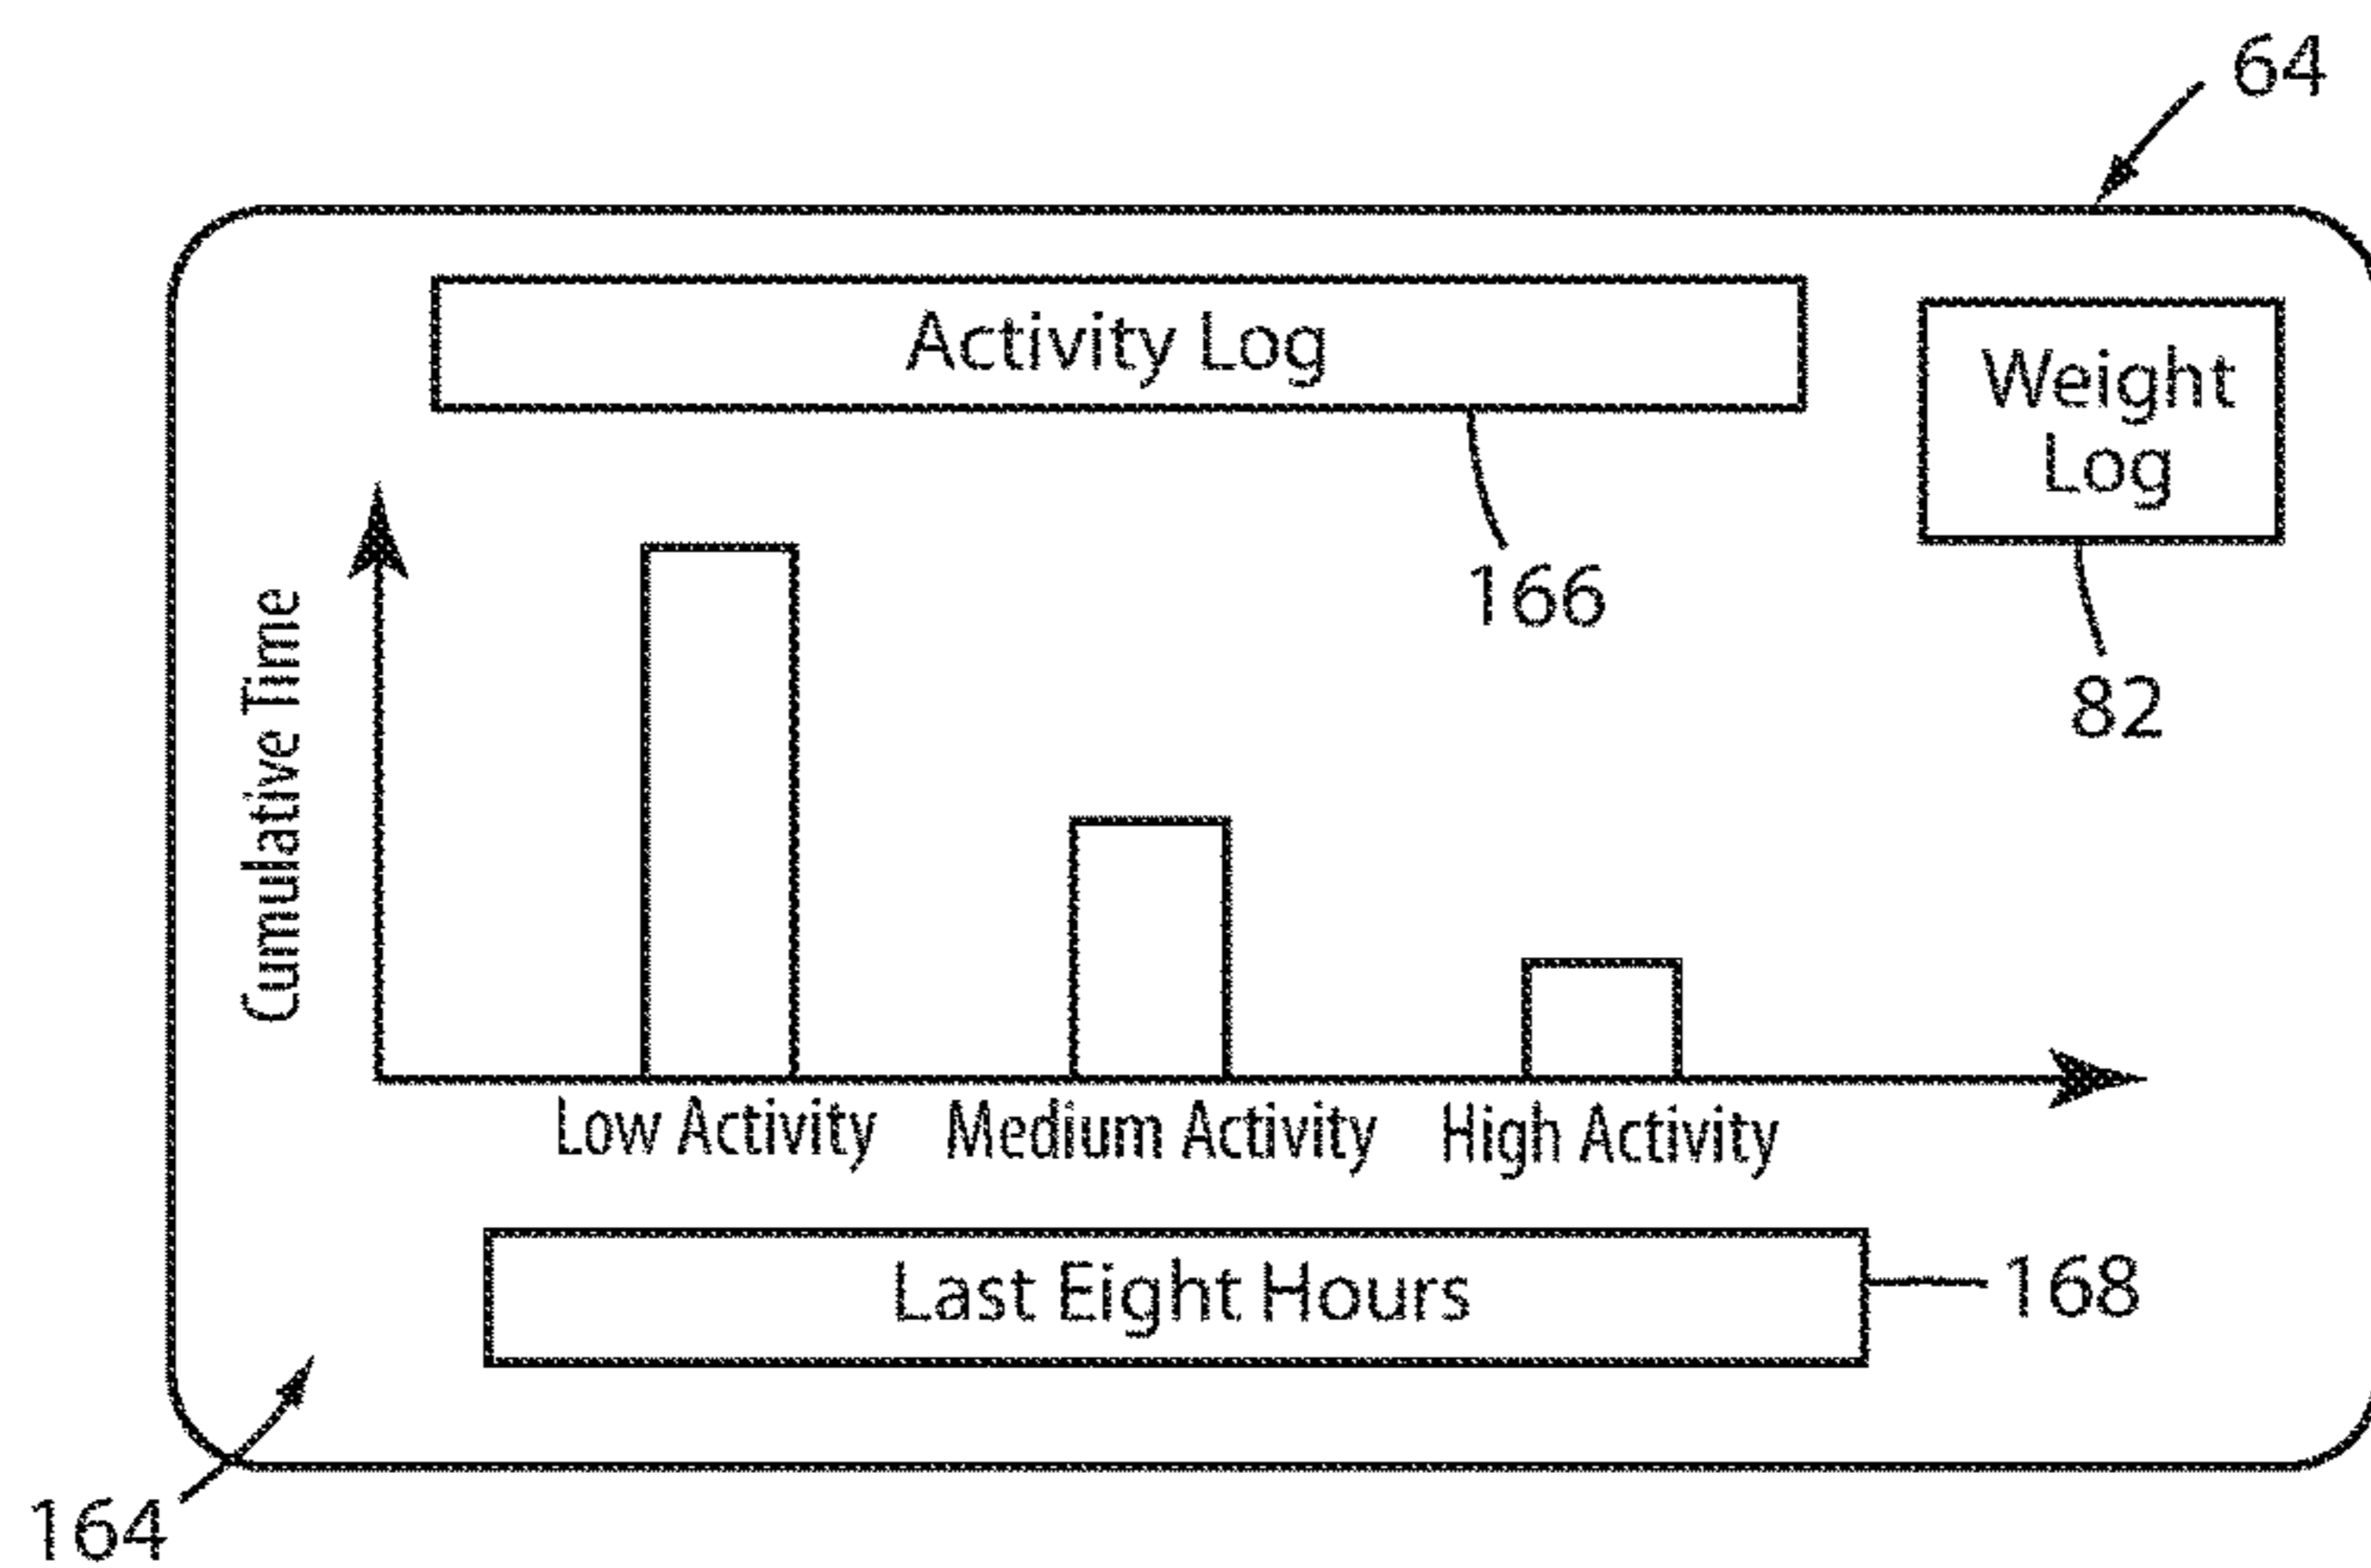 64
Activity Log
Weight
Log
166
82
Cumulative Time
Low Activity
Medium Activity
High Activity
Last Eight Hours
168
164